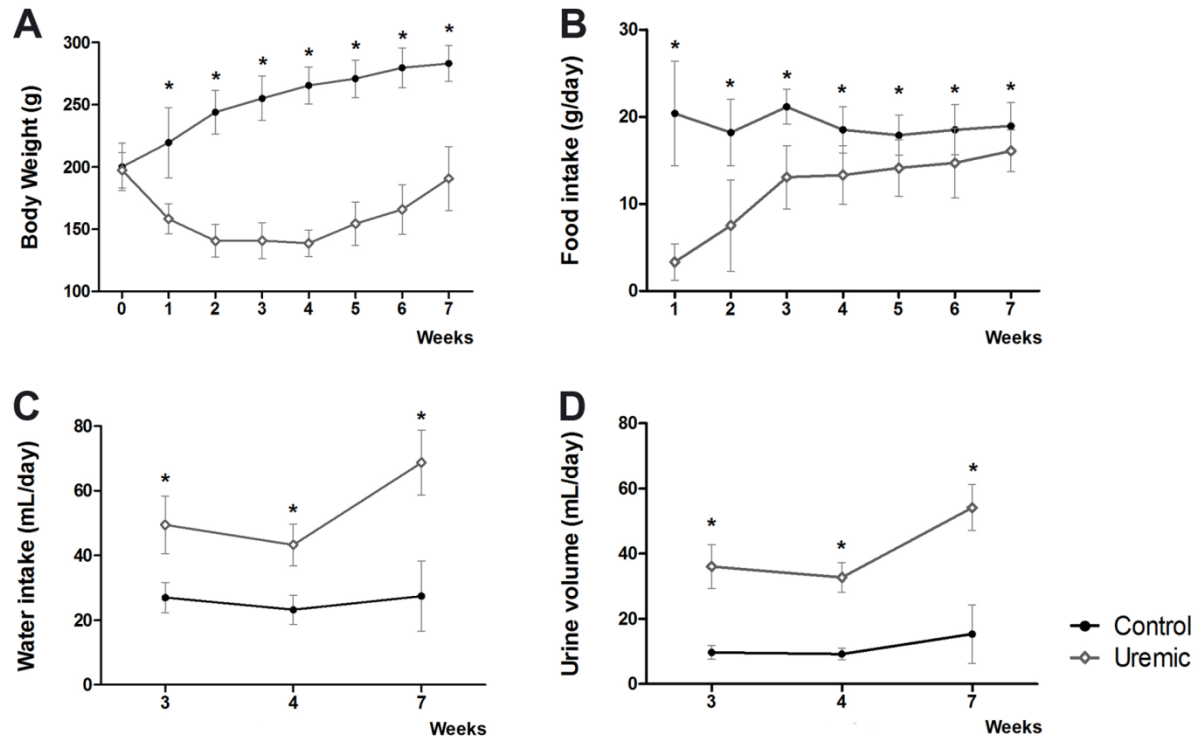 A
Body Weight (g)
300
250
200
150
100
* * * * * * *
0 1 2 3 4 5 6 7
Weeks
B
Food intake (g/day)
30
20
10
0
* * * * * * *
1 2 3 4 5 6 7
Weeks
C
Water intake (mL/day)
80
60
40
20
0
* * *
3 4 7
Weeks
D
Urine volume (mL/day)
80
60
40
20
0
* * *
3 4 7
Weeks
Control
Uremic